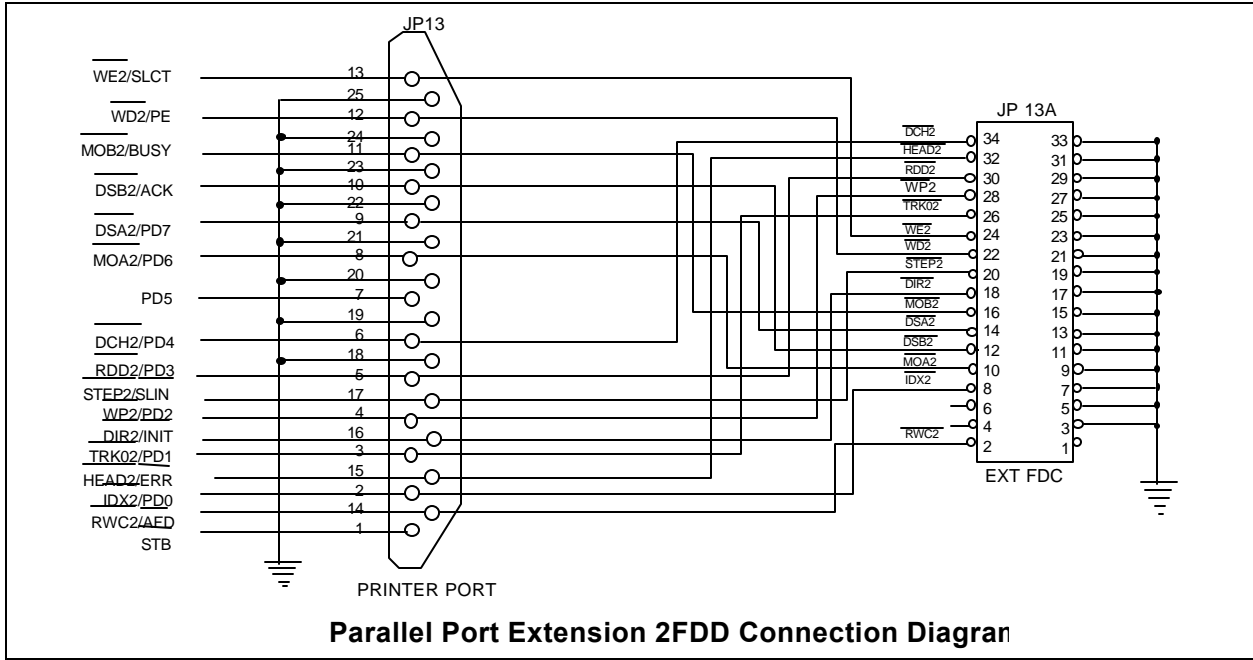 JP13
WE2/SLCT
WD2/PE
MOB2/BUSY
DSB2/ACK
DSA2/PD7
MOA2/PD6
PD5
DCH2/PD4
RDD2/PD3
STEP2/SLIN
WP2/PD2
DIR2/INIT
TRK02/PD1
HEAD2/ERR
IDX2/PD0
RWC2/AFD
STB
13
25
12
24
11
23
10
22
9
21
8
20
7
19
6
18
5
17
4
16
3
15
2
14
1
PRINTER PORT
JP 13A
DCH2
HEAD2
RDD2
WP2
TRK02
WE2
WD2
STEP2
DIR2
MOB2
DSA2
DSB2
MOA2
IDX2
RWC2
34 33
32 31
30 29
28 27
26 25
24 23
22 21
20 19
18 17
16 15
14 13
12 11
10 9
8 7
6 5
4 3
2 1
EXT FDC
Parallel Port Extension 2FDD Connection Diagran